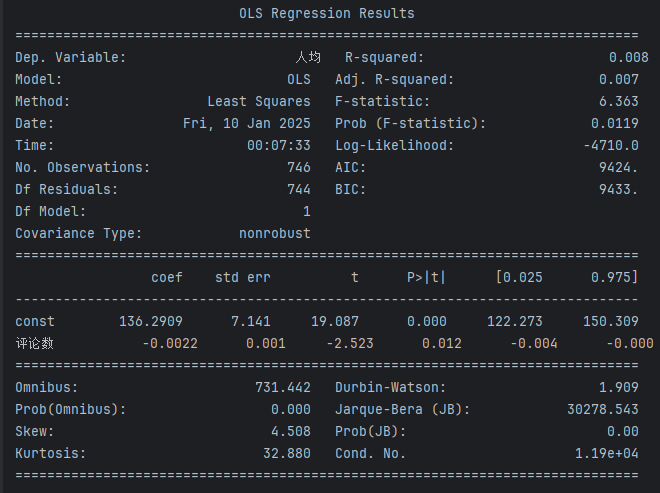 OLS Regression Results
==============================================================================
Dep. Variable: 人均 R-squared: 0.008
Model: OLS Adj. R-squared: 0.007
Method: Least Squares F-statistic: 6.363
Date: Fri, 10 Jan 2025 Prob (F-statistic): 0.0119
Time: 00:07:33 Log-Likelihood: -4710.0
No. Observations: 746 AIC: 9424.
Df Residuals: 744 BIC: 9433.
Df Model: 1
Covariance Type: nonrobust
==============================================================================
coef std err t P>|t| [0.025 0.975]
------------------------------------------------------------------------------
const 136.2909 7.141 19.087 0.000 122.273 150.309
评论数 -0.0022 0.001 -2.523 0.012 -0.004 -0.000
==============================================================================
Omnibus: 731.442 Durbin-Watson: 1.909
Prob(Omnibus): 0.000 Jarque-Bera (JB): 30278.543
Skew: 4.508 Prob(JB): 0.00
Kurtosis: 32.880 Cond. No. 1.19e+04
==============================================================================